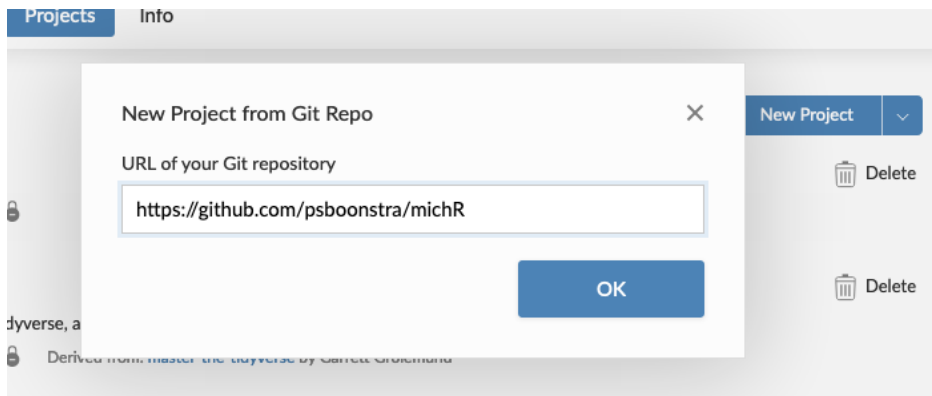 Projects Info
New Project from Git Repo
New Project
URL of your Git repository
Delete
https://github.com/psboonstra/michR
OK
Delete
dyverse, a
Derived from: master-the-tidyverse by Garrett Grolemund